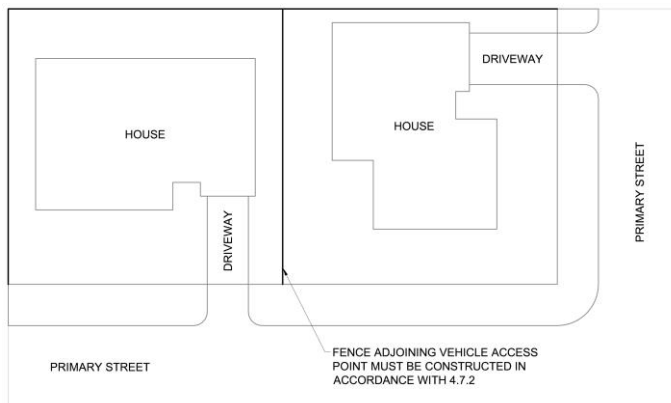 DRIVEWAY
HOUSE
HOUSE
DRIVEWAY
PRIMARY STREET
PRIMARY STREET
FENCE ADJOINING VEHICLE ACCESS
POINT MUST BE CONSTRUCTED IN
ACCORDANCE WITH 4.7.2